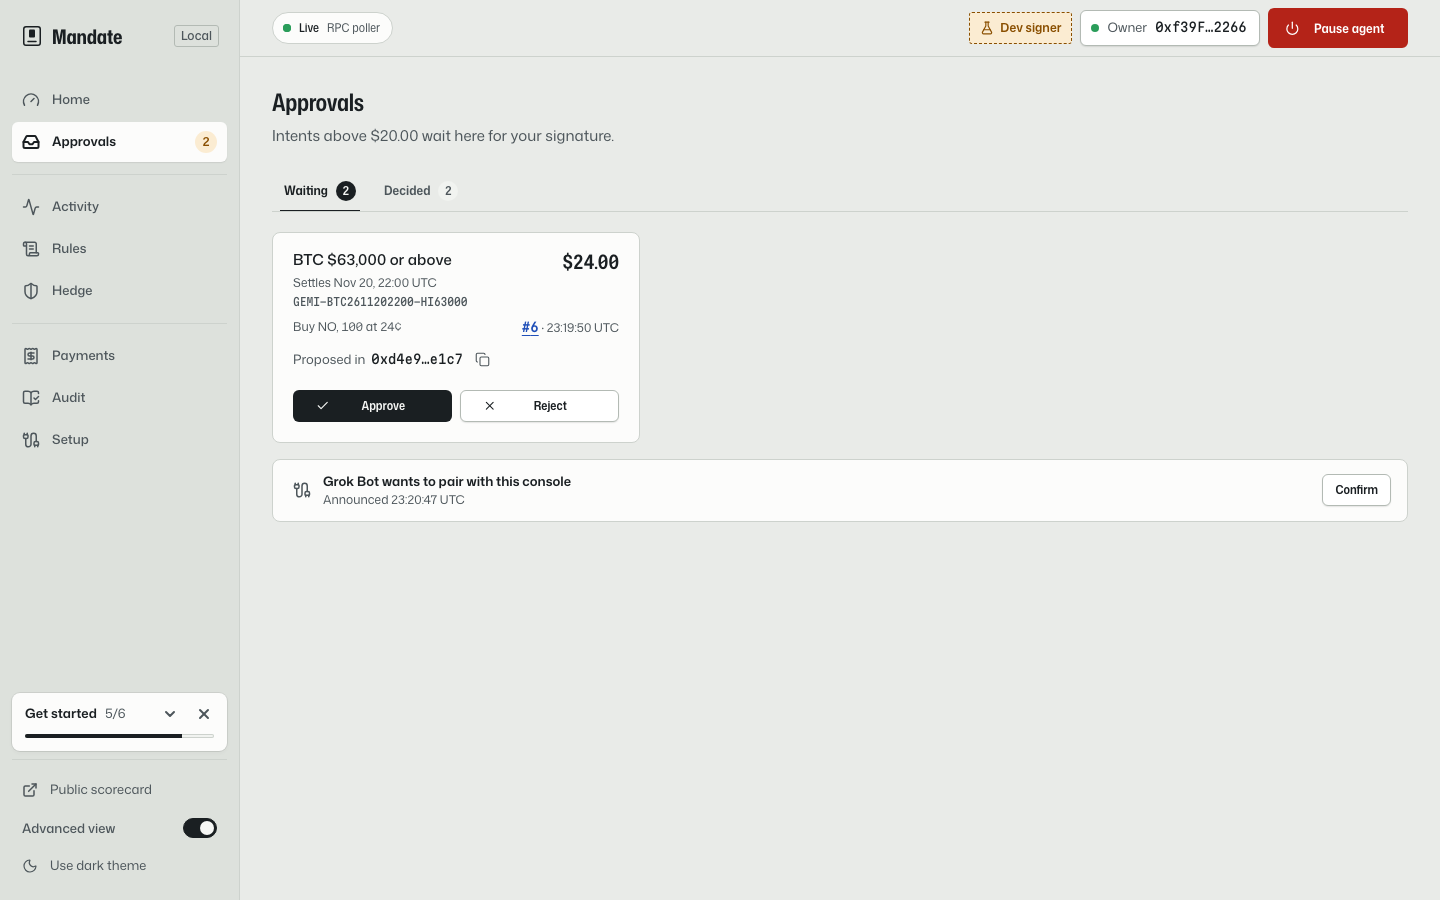 Mandate
Local
Home
Approvals 2
Activity
Rules
Hedge
Payments
Audit
Setup
Get started 5/6
Public scorecard
Advanced view
Use dark theme
Live RPC poller
Dev signer
Owner 0xf39F…2266
Pause agent
Approvals
Intents above $20.00 wait here for your signature.
Waiting 2
Decided 2
BTC $63,000 or above
$24.00
Settles Nov 20, 22:00 UTC
GEMI-BTC2611202200-HI63000
Buy NO, 100 at 24¢
#6 · 23:19:50 UTC
Proposed in 0xd4e9…e1c7
Approve
Reject
Grok Bot wants to pair with this console
Announced 23:20:47 UTC
Confirm